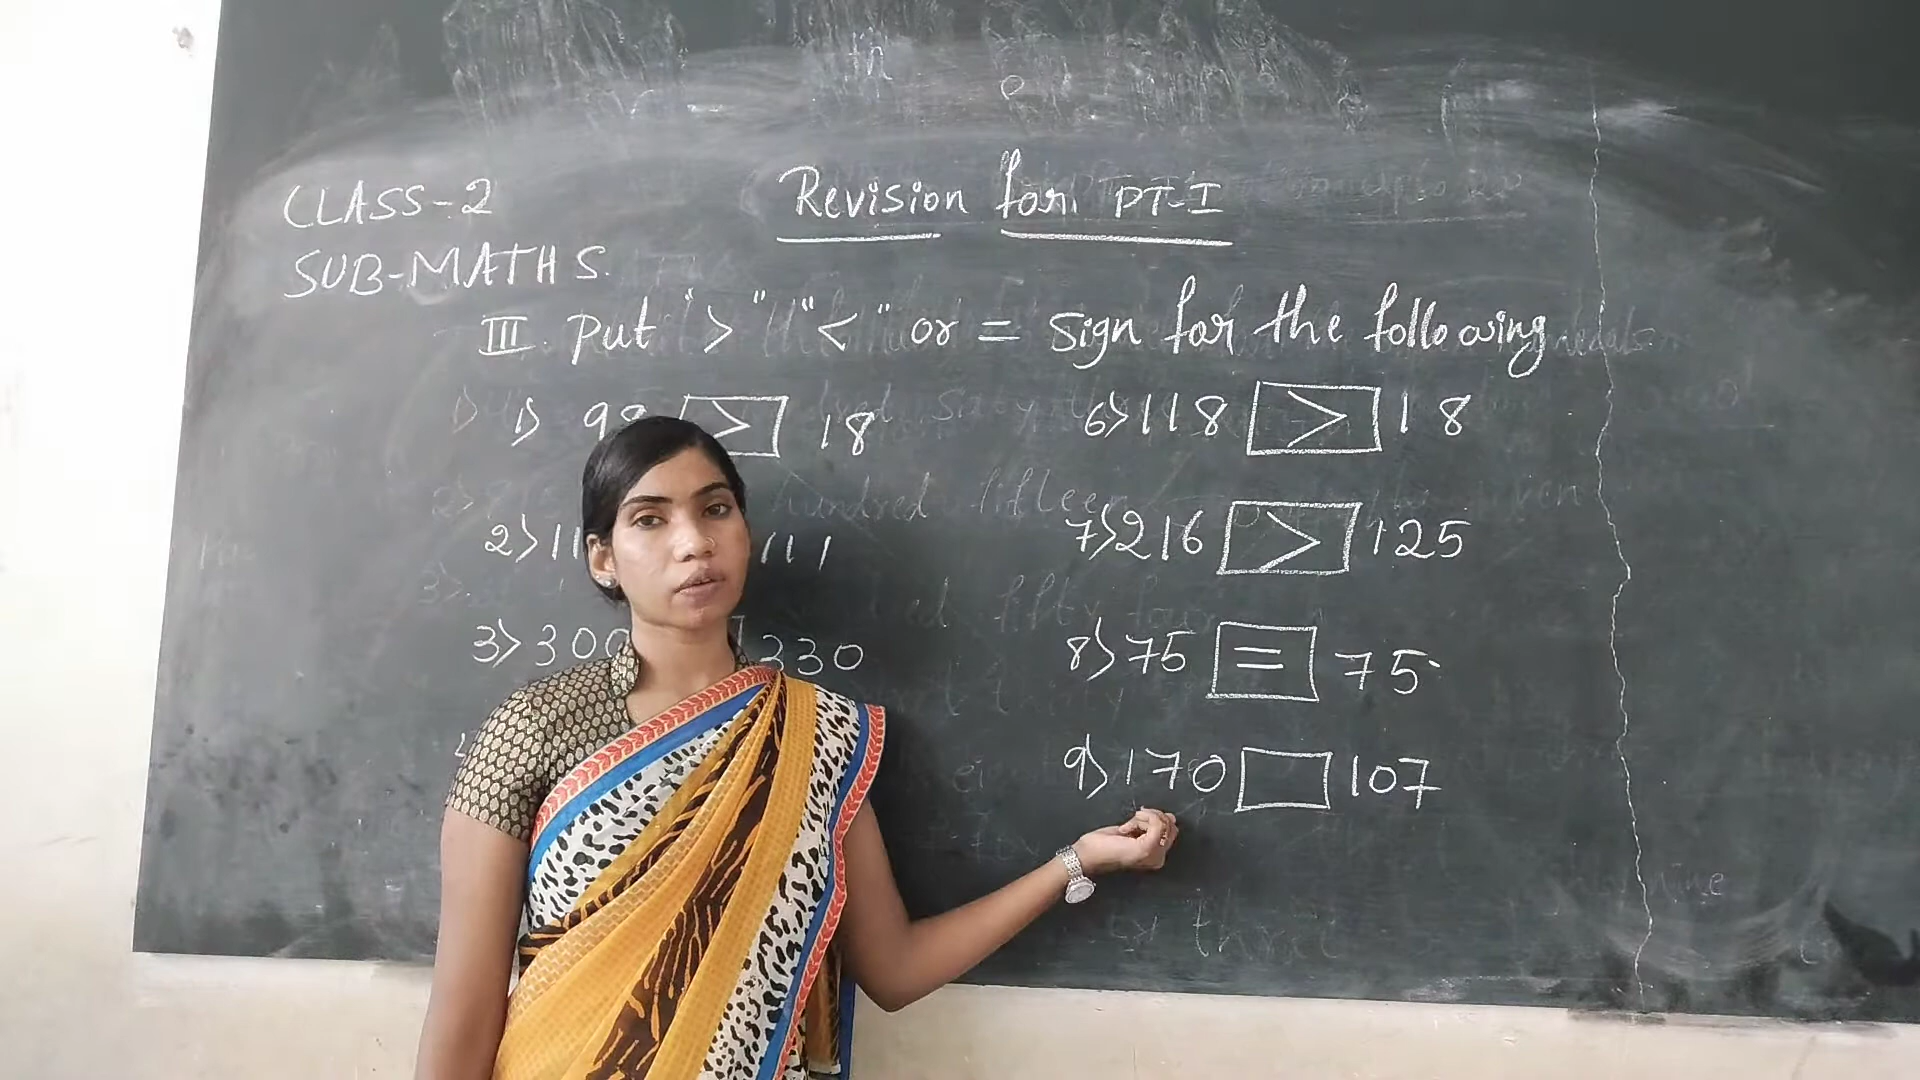 CLASS-2
Revision for PT-I
SUB-MATHS.
III. Put ">" "<" or = sign for the following
1) 99 > 18
2) 11 111
3) 300 330
6) 118 > 18
7) 216 > 125
8) 75 = 75
9) 170 107